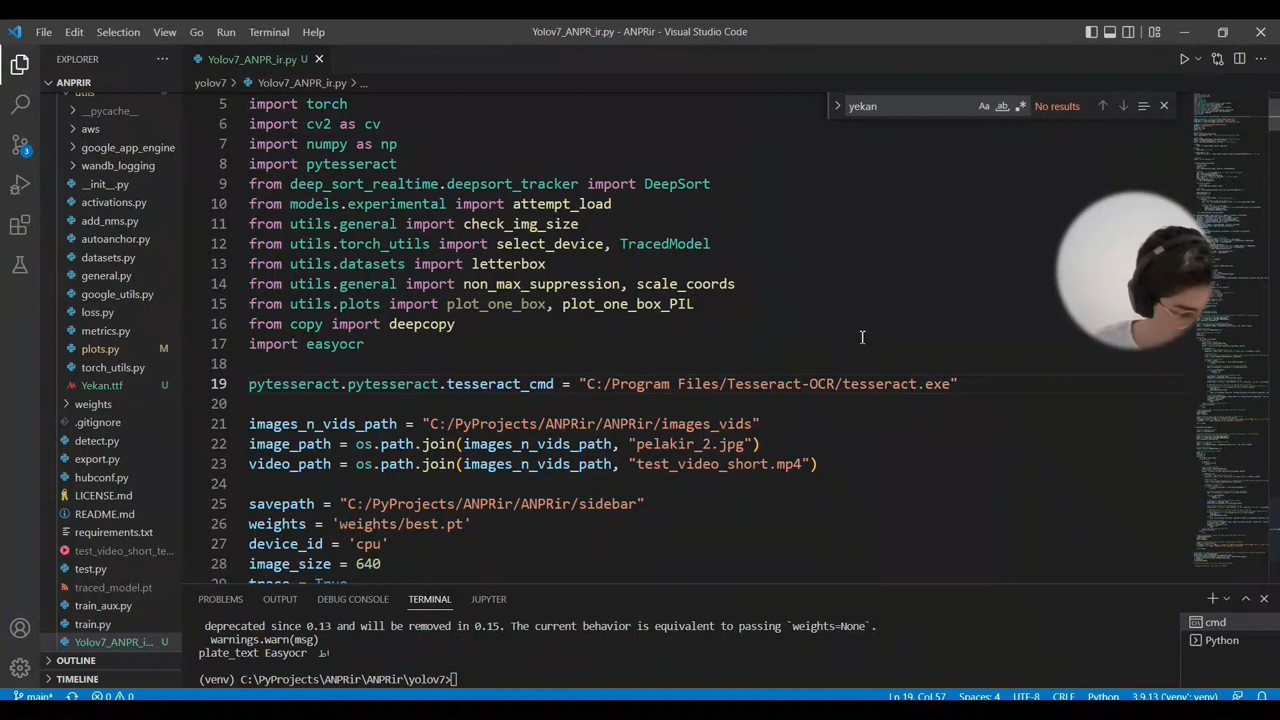 File Edit Selection View Go Run Terminal Help
Yolov7_ANPR_ir.py - ANPRir - Visual Studio Code
EXPLORER
Yolov7_ANPR_ir.py U
ANPRIR
yolov7 > Yolov7_ANPR_ir.py > ...
utils
__pycache__
aws
google_app_engine
wandb_logging
__init__.py
activations.py
add_nms.py
autoanchor.py
datasets.py
general.py
google_utils.py
loss.py
metrics.py
plots.py M
torch_utils.py
Yekan.ttf
weights
.gitignore
detect.py
export.py
hubconf.py
LICENSE.md
README.md
requirements.txt
test_video_short_te...
test.py
traced_model.pt
train_aux.py
train.py
Yolov7_ANPR_i... U
OUTLINE
TIMELINE
3
yekan Aa ab No results
5 import torch
6 import cv2 as cv
7 import numpy as np
8 import pytesseract
9 from deep_sort_realtime.deepsort_tracker import DeepSort
10 from models.experimental import attempt_load
11 from utils.general import check_img_size
12 from utils.torch_utils import select_device, TracedModel
13 from utils.datasets import letterbox
14 from utils.general import non_max_suppression, scale_coords
15 from utils.plots import plot_one_box, plot_one_box_PIL
16 from copy import deepcopy
17 import easyocr
18
19 pytesseract.pytesseract.tesseract_cmd = "C:/Program Files/Tesseract-OCR/tesseract.exe"
20
21 images_n_vids_path = "C:/PyProjects/ANPRir/ANPRir/images_vids"
22 image_path = os.path.join(images_n_vids_path, "pelakir_2.jpg")
23 video_path = os.path.join(images_n_vids_path, "test_video_short.mp4")
24
25 savepath = "C:/PyProjects/ANPRir/ANPRir/sidebar"
26 weights = 'weights/best.pt'
27 device_id = 'cpu'
28 image_size = 640
29 trace = True
PROBLEMS OUTPUT DEBUG CONSOLE TERMINAL JUPYTER
deprecated since 0.13 and will be removed in 0.15. The current behavior is equivalent to passing `weights=None`.
warnings.warn(msg)
plate_text Easyocr
(venv) C:\PyProjects\ANPRir\ANPRir\yolov7>
cmd
Python
main* 0 0 Ln 19, Col 57 Spaces: 4 UTF-8 CRLF Python 3.9.13 ('venv': venv)